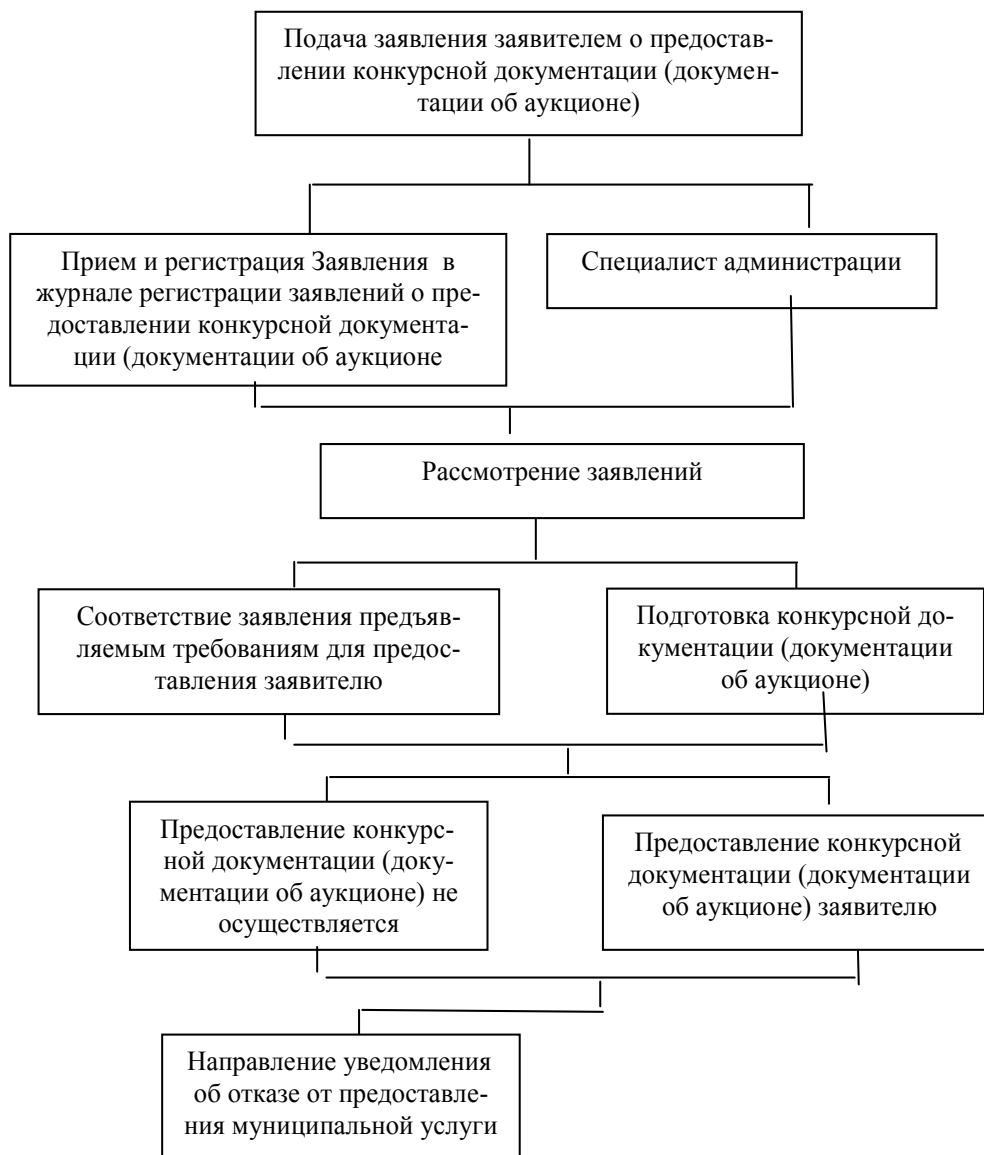 Подача заявления заявителем о предостав-
лении конкурсной документации (докумен-
тации об аукционе)
Прием и регистрация Заявления в
журнале регистрации заявлений о пре-
доставлении конкурсной документа-
ции (документации об аукционе
Специалист администрации
Рассмотрение заявлений
Соответствие заявления предъяв-
ляемым требованиям для предос-
тавления заявителю
Подготовка конкурсной до-
кументации (документации
об аукционе)
Предоставление конкурс-
ной документации (доку-
ментации об аукционе) не
осуществляется
Предоставление конкурсной
документации (документации
об аукционе) заявителю
Направление уведомления
об отказе от предоставле-
ния муниципальной услуги